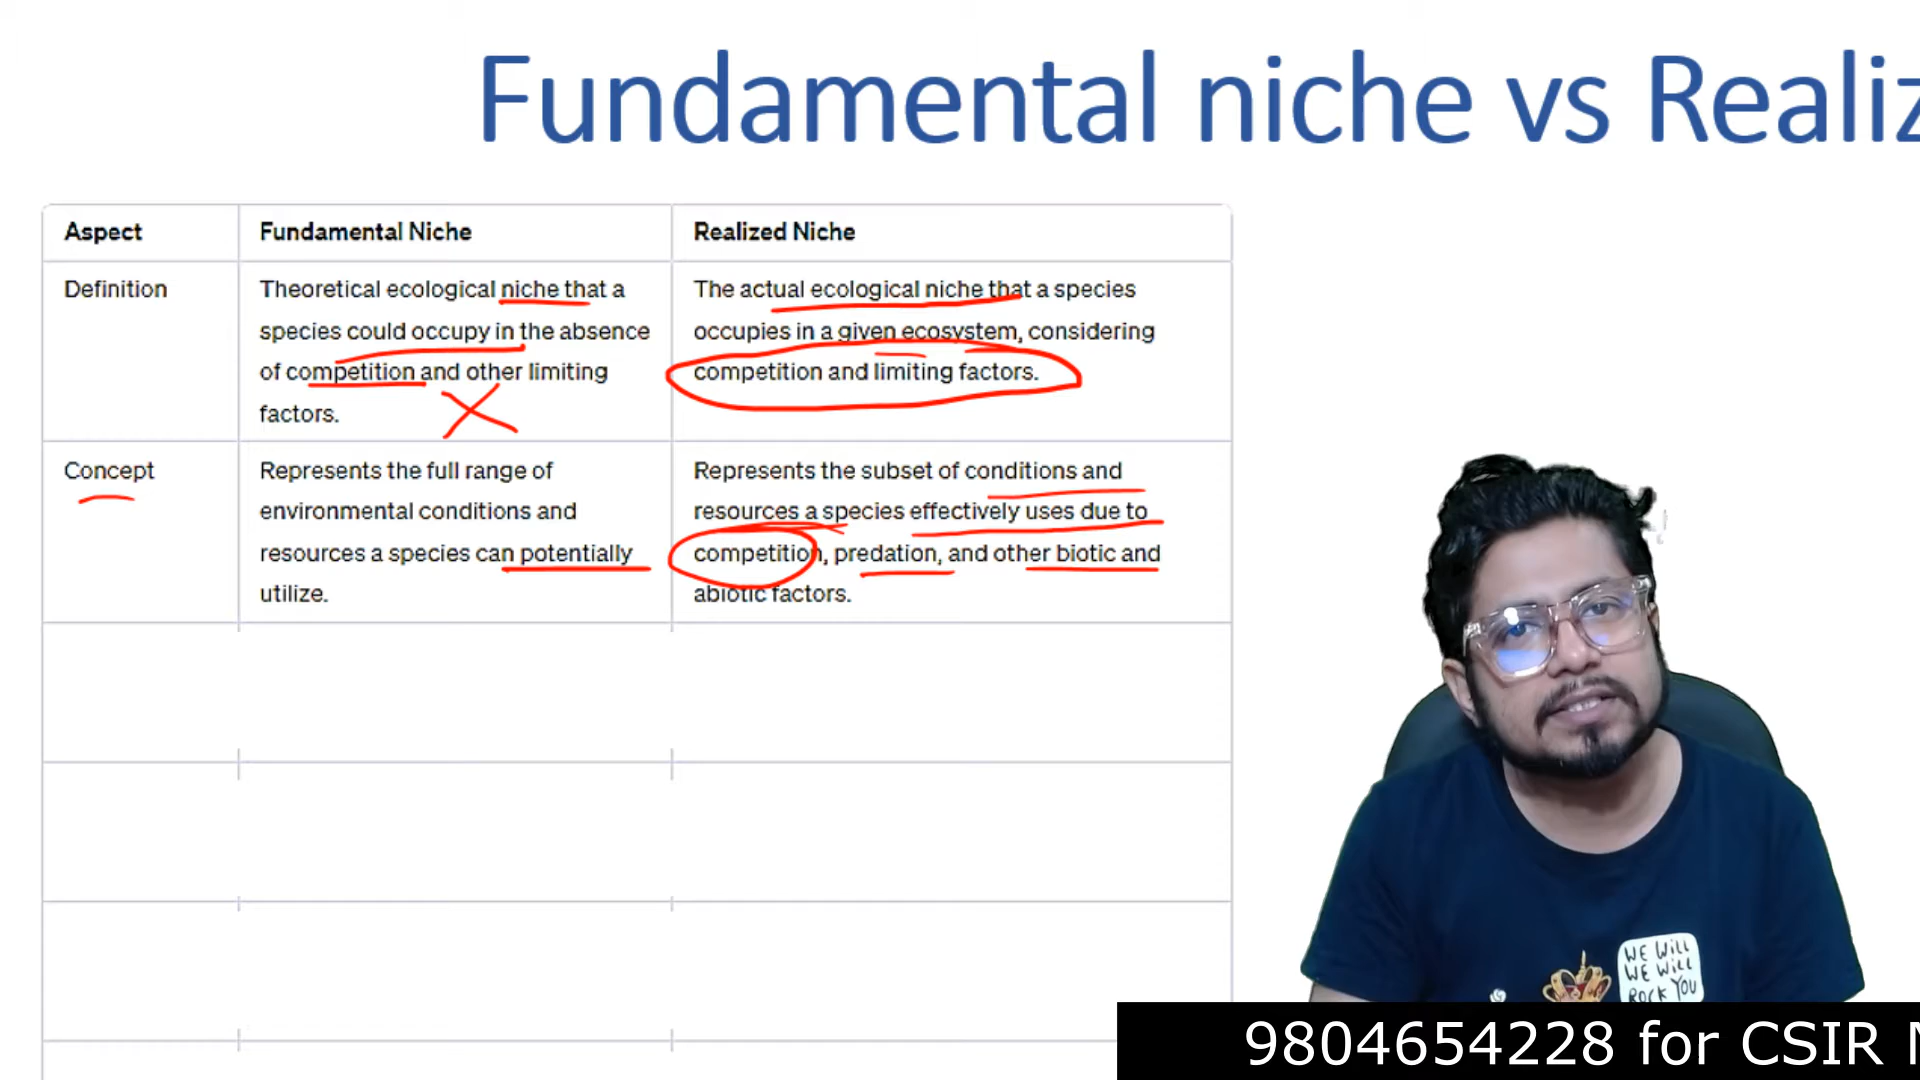 Fundamental niche vs Realiz
Aspect
Fundamental Niche
Realized Niche
Definition
Theoretical ecological niche that a
species could occupy in the absence
of competition and other limiting
factors.
The actual ecological niche that a species
occupies in a given ecosystem, considering
competition and limiting factors.
Concept
Represents the full range of
environmental conditions and
resources a species can potentially
utilize.
Represents the subset of conditions and
resources a species effectively uses due to
competition, predation, and other biotic and
abiotic factors.
WE WILL
WE WILL
ROCK YOU
9804654228 for CSIR N